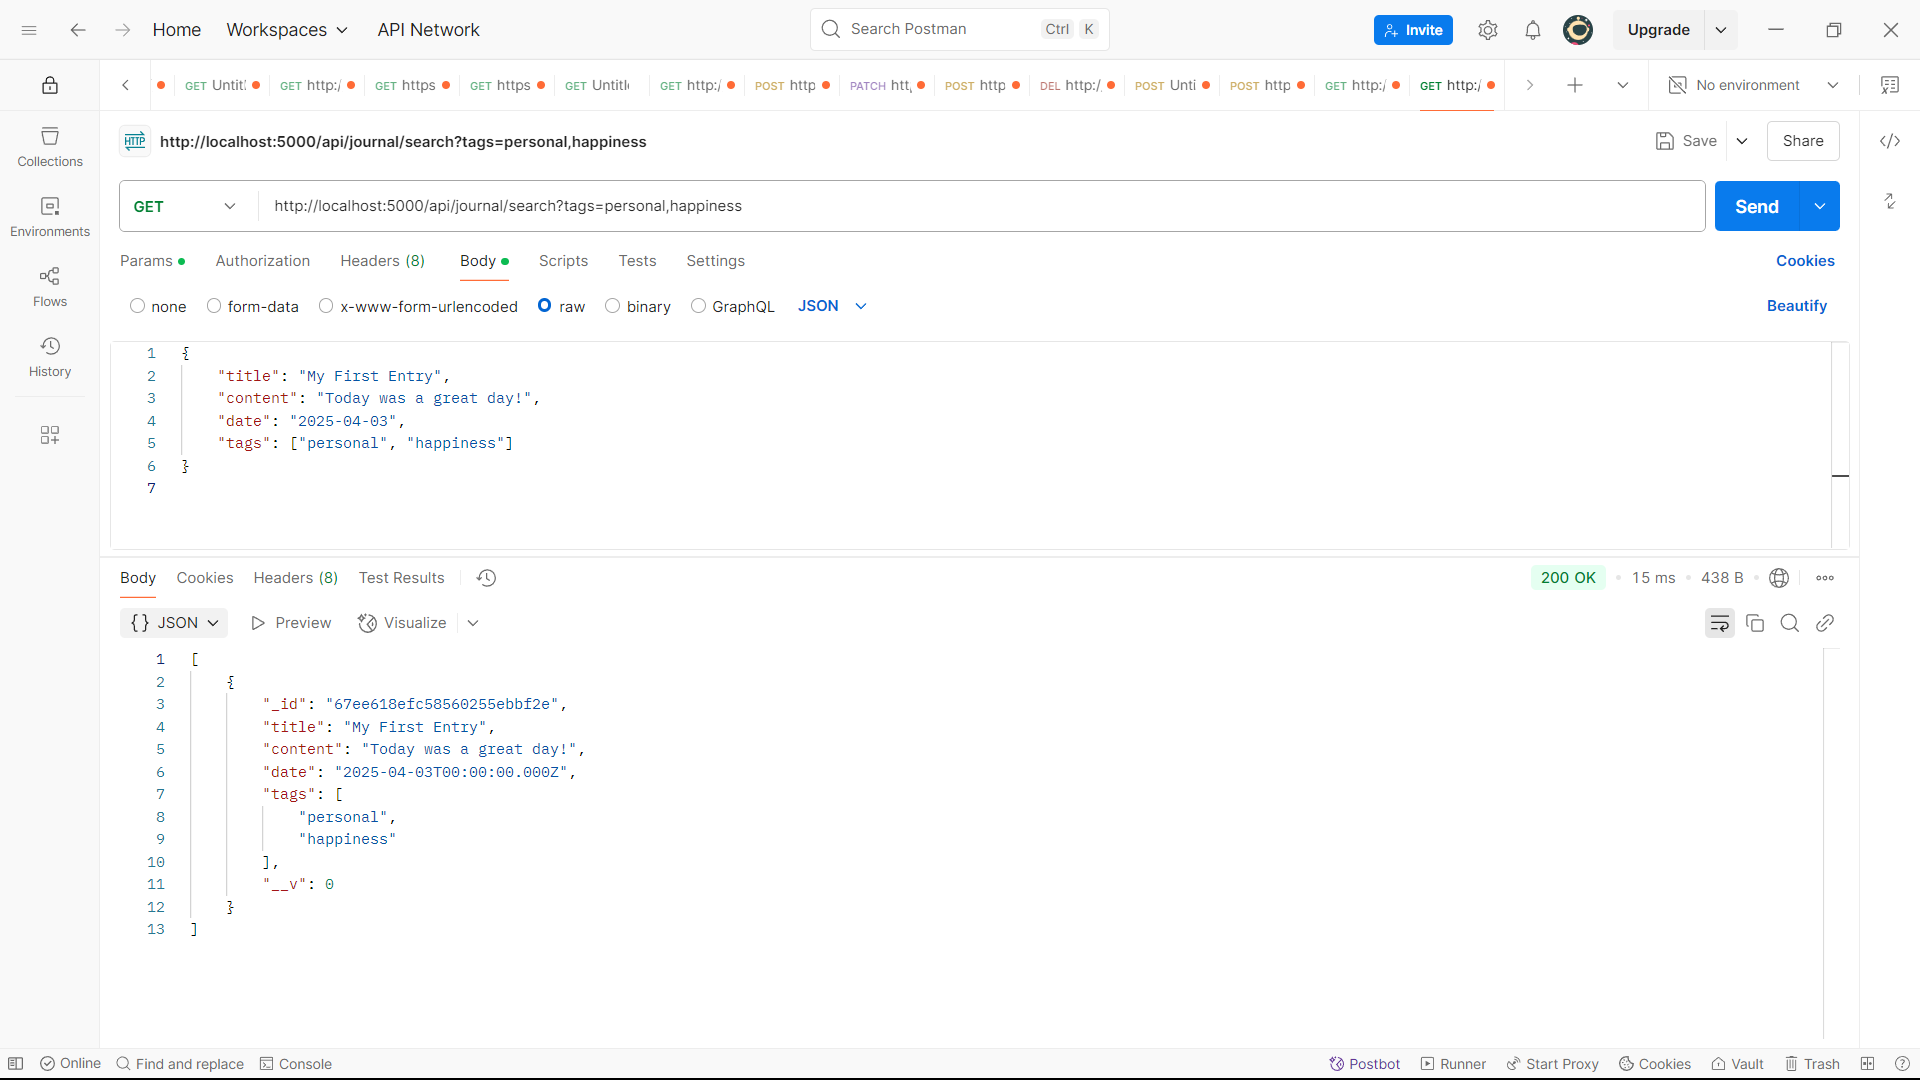 Home Workspaces API Network Search Postman Ctrl K Invite Upgrade
GET Untit GET http:/ GET https GET https GET Untitl GET http:/ POST http PATCH htt POST http DEL http:/ POST Unti POST http GET http:/ GET http:/ No environment
HTTP http://localhost:5000/api/journal/search?tags=personal,happiness Save Share
GET http://localhost:5000/api/journal/search?tags=personal,happiness Send
Params Authorization Headers (8) Body Scripts Tests Settings Cookies
none form-data x-www-form-urlencoded raw binary GraphQL JSON Beautify
Collections
Environments
Flows
History
1 {
2 "title": "My First Entry",
3 "content": "Today was a great day!",
4 "date": "2025-04-03",
5 "tags": ["personal", "happiness"]
6 }
7
Body Cookies Headers (8) Test Results 200 OK 15 ms 438 B
{} JSON Preview Visualize
1 [
2 {
3 "_id": "67ee618efc58560255ebbf2e",
4 "title": "My First Entry",
5 "content": "Today was a great day!",
6 "date": "2025-04-03T00:00:00.000Z",
7 "tags": [
8 "personal",
9 "happiness"
10 ],
11 "__v": 0
12 }
13 ]
Online Find and replace Console Postbot Runner Start Proxy Cookies Vault Trash